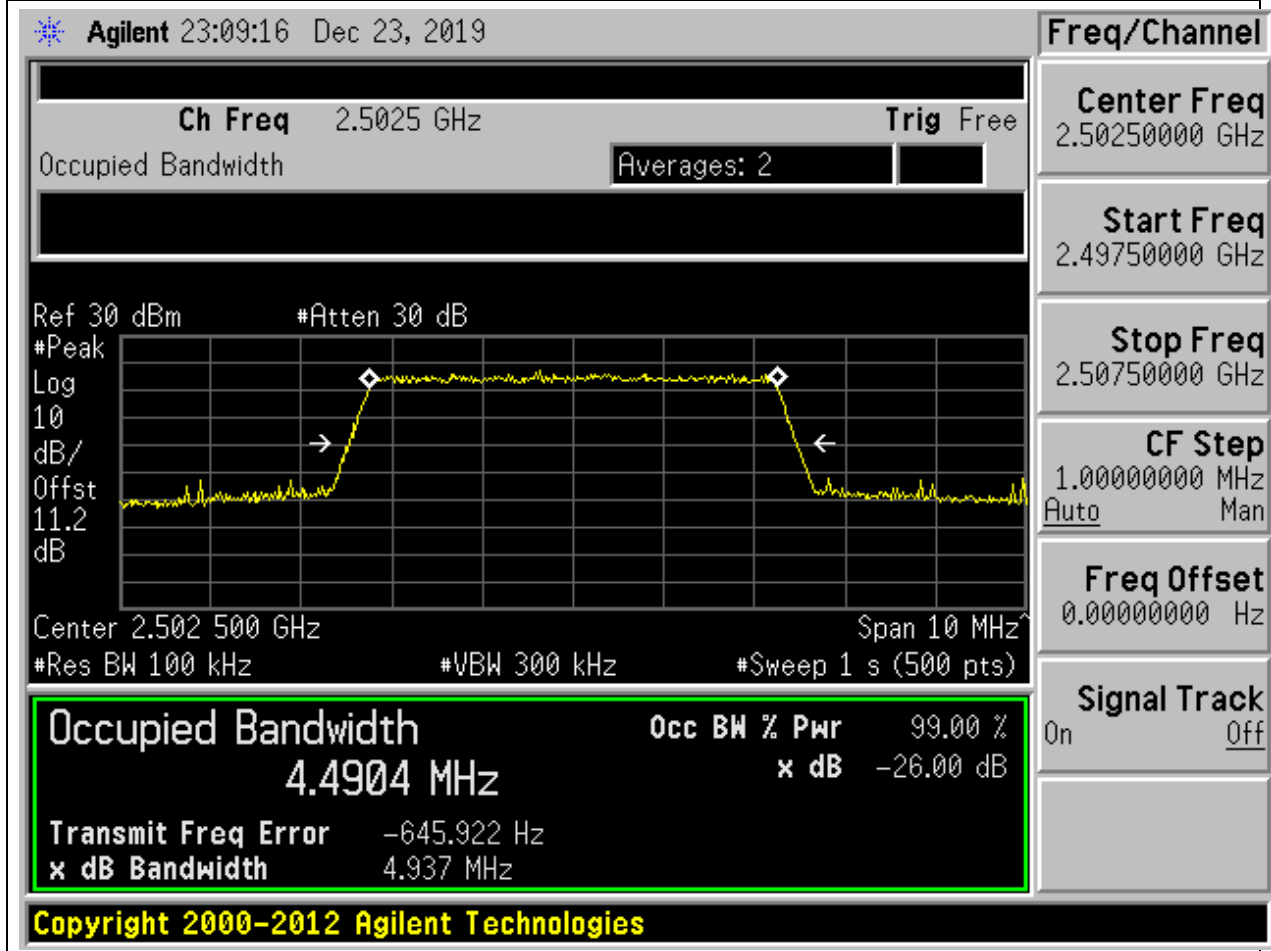 Agilent 23:09:16 Dec 23, 2019
Ch Freq 2.5025 GHz Trig Free
Occupied Bandwidth Averages: 2
Ref 30 dBm #Atten 30 dB
#Peak
Log
10
dB/
Offst
11.2
dB
Center 2.502 500 GHz Span 10 MHz^
#Res BW 100 kHz #VBW 300 kHz #Sweep 1 s (500 pts)
Occupied Bandwidth Occ BW % Pwr 99.00 %
4.4904 MHz x dB -26.00 dB
Transmit Freq Error -645.922 Hz
x dB Bandwidth 4.937 MHz
Copyright 2000-2012 Agilent Technologies
Freq/Channel
Center Freq
2.50250000 GHz
Start Freq
2.49750000 GHz
Stop Freq
2.50750000 GHz
CF Step
1.00000000 MHz
Auto Man
Freq Offset
0.00000000 Hz
Signal Track
On Off